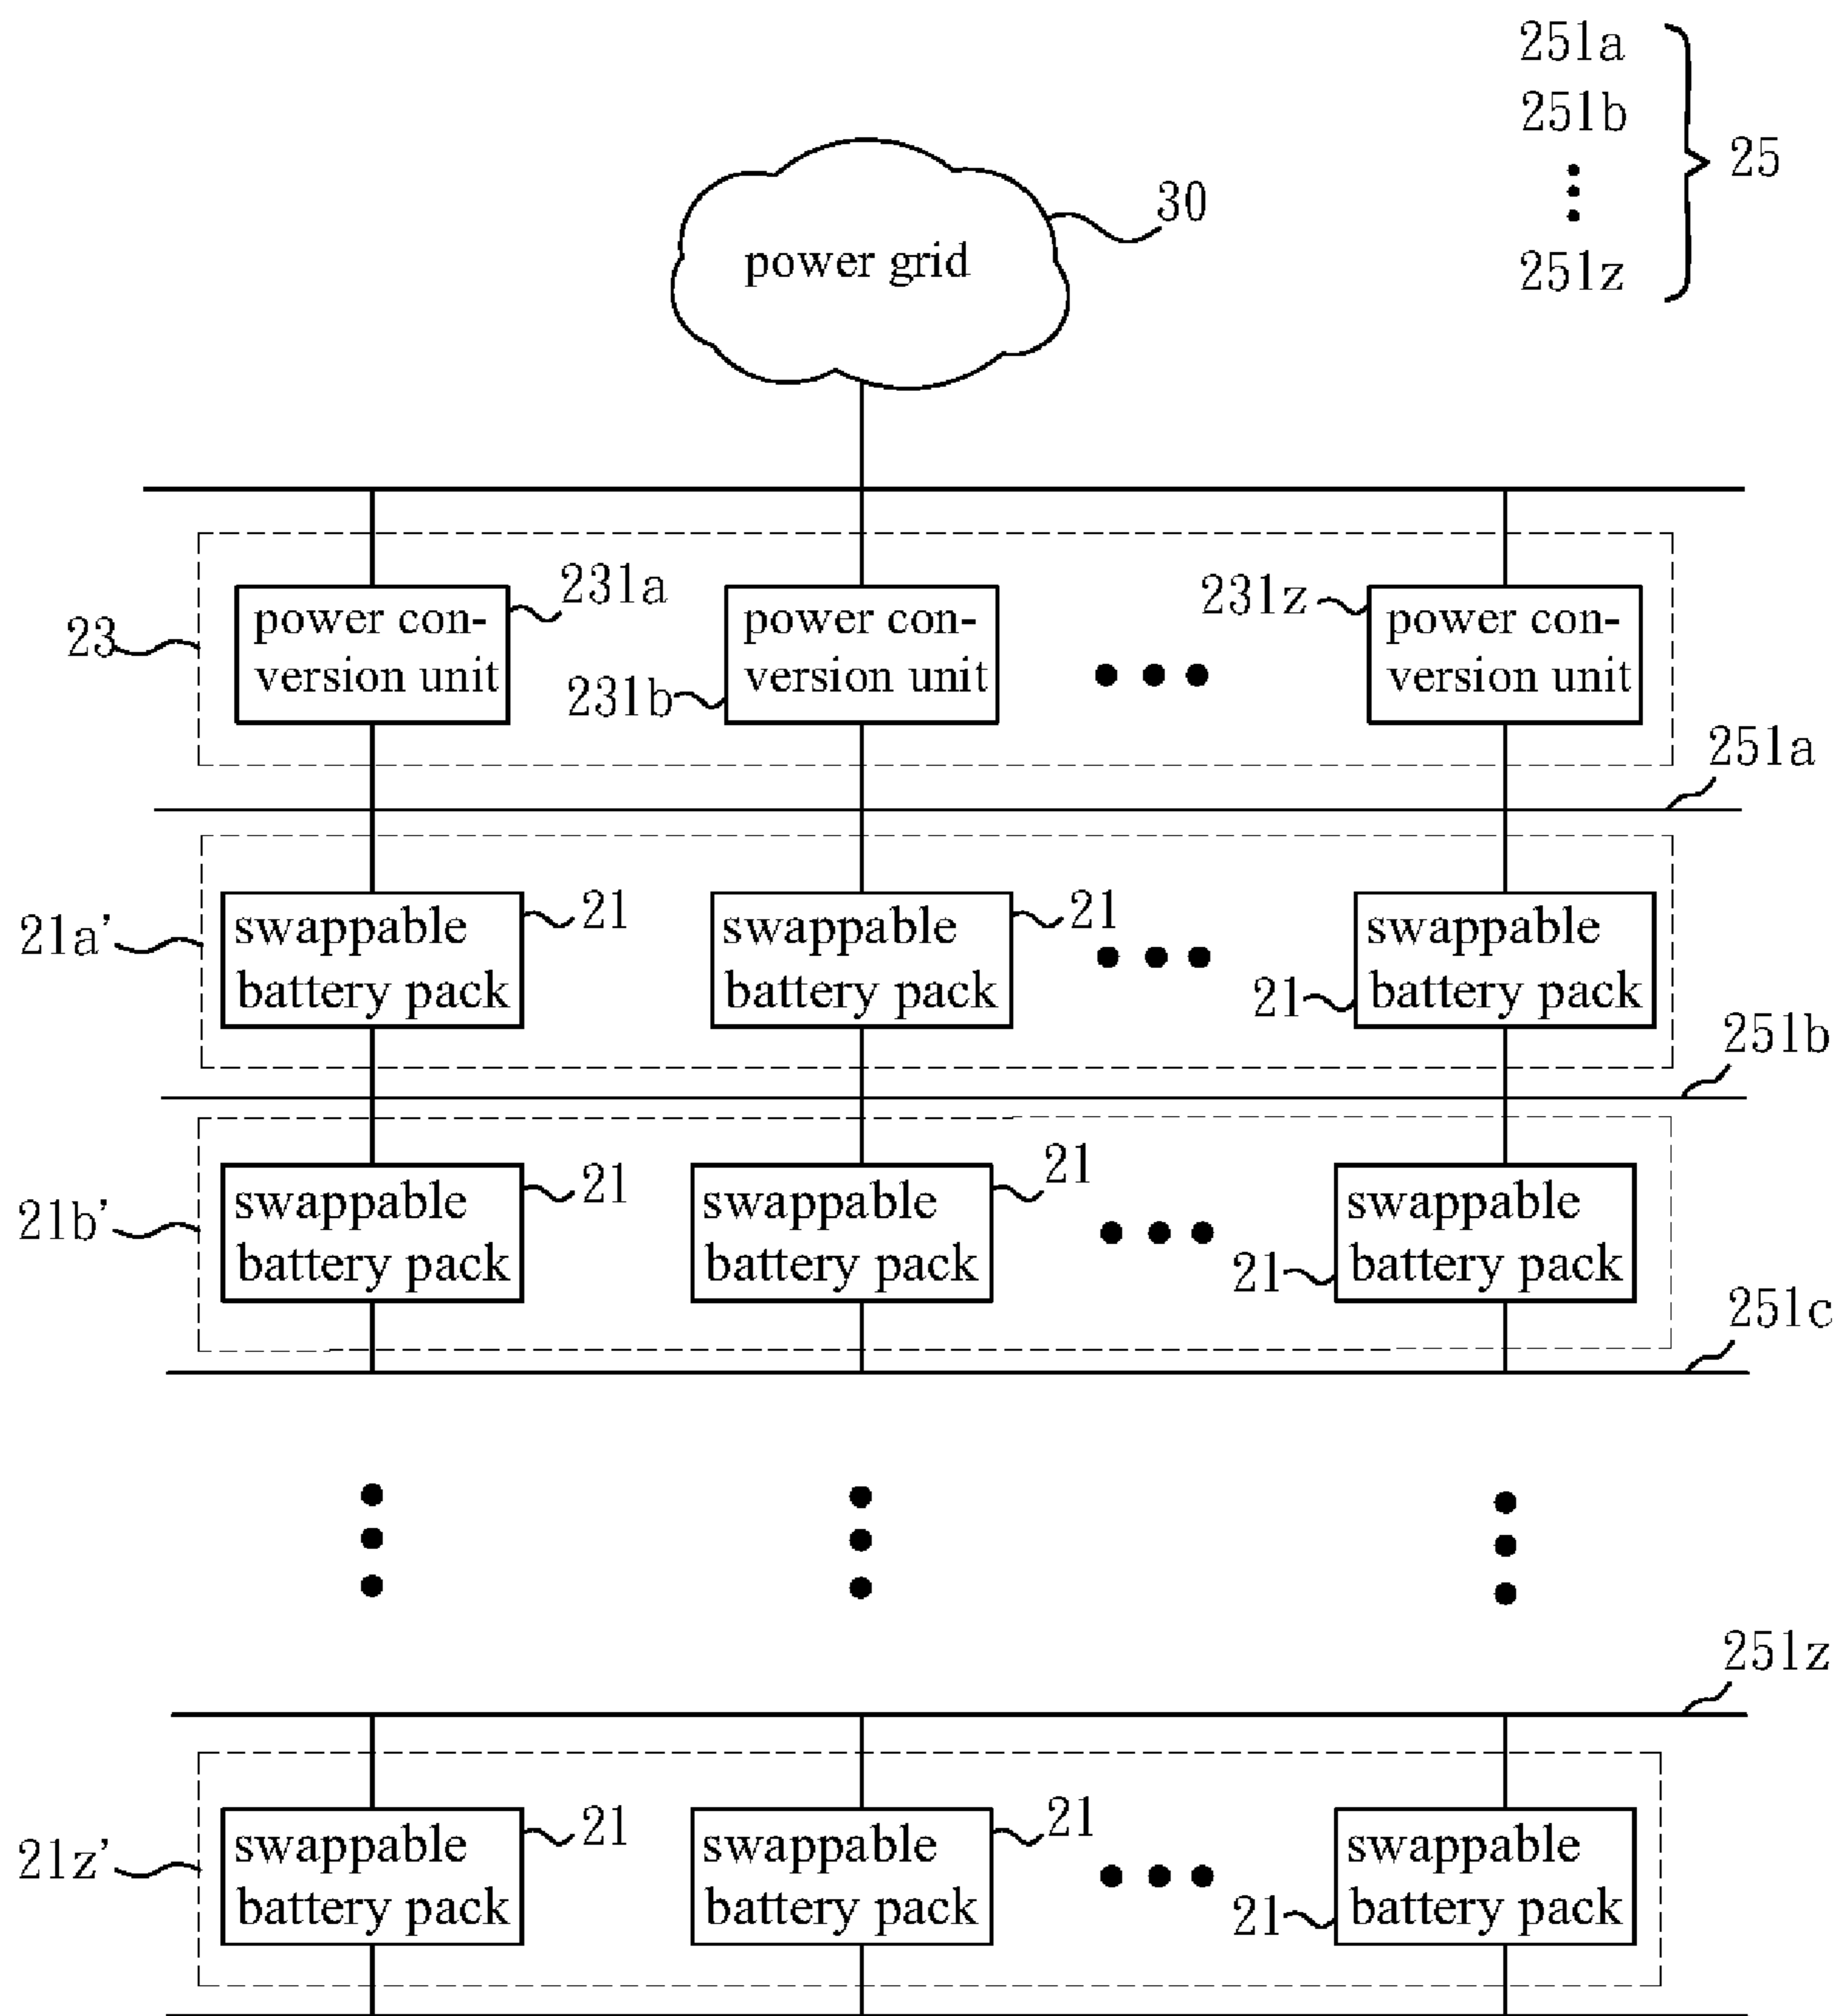 251a
251b
25
251z
30
power grid
231a
231z
power con-
version unit
power con-
version unit
power con-
version unit
23
231b
251a
21a’
swappable
battery pack
21
swappable
battery pack
21
swappable
battery pack
21
251b
21b’
swappable
battery pack
21
swappable
battery pack
21
swappable
battery pack
21
251c
251z
21z’
swappable
battery pack
21
swappable
battery pack
21
swappable
battery pack
21